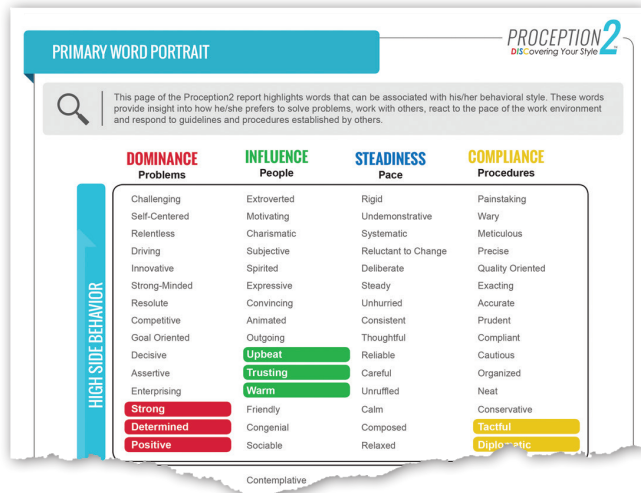 PRIMARY WORD PORTRAIT
PROCEPTION2
DISCovering Your Style
This page of the Proception2 report highlights words that can be associated with his/her behavioral style. These words
provide insight into how he/she prefers to solve problems, work with others, react to the pace of the work environment
and respond to guidelines and procedures established by others.
DOMINANCE INFLUENCE STEADINESS COMPLIANCE
Problems People Pace Procedures
HIGH SIDE BEHAVIOR
Challenging Extroverted Rigid Painstaking
Self-Centered Motivating Undemonstrative Wary
Relentless Charismatic Systematic Meticulous
Driving Subjective Reluctant to Change Precise
Innovative Spirited Deliberate Quality Oriented
Strong-Minded Expressive Steady Exacting
Resolute Convincing Unhurried Accurate
Competitive Animated Consistent Prudent
Goal Oriented Outgoing Thoughtful Compliant
Decisive Upbeat Reliable Cautious
Assertive Trusting Careful Organized
Enterprising Warm Unruffled Neat
Strong Friendly Calm Conservative
Determined Congenial Composed Tactful
Positive Sociable Relaxed Diplomatic
Contemplative